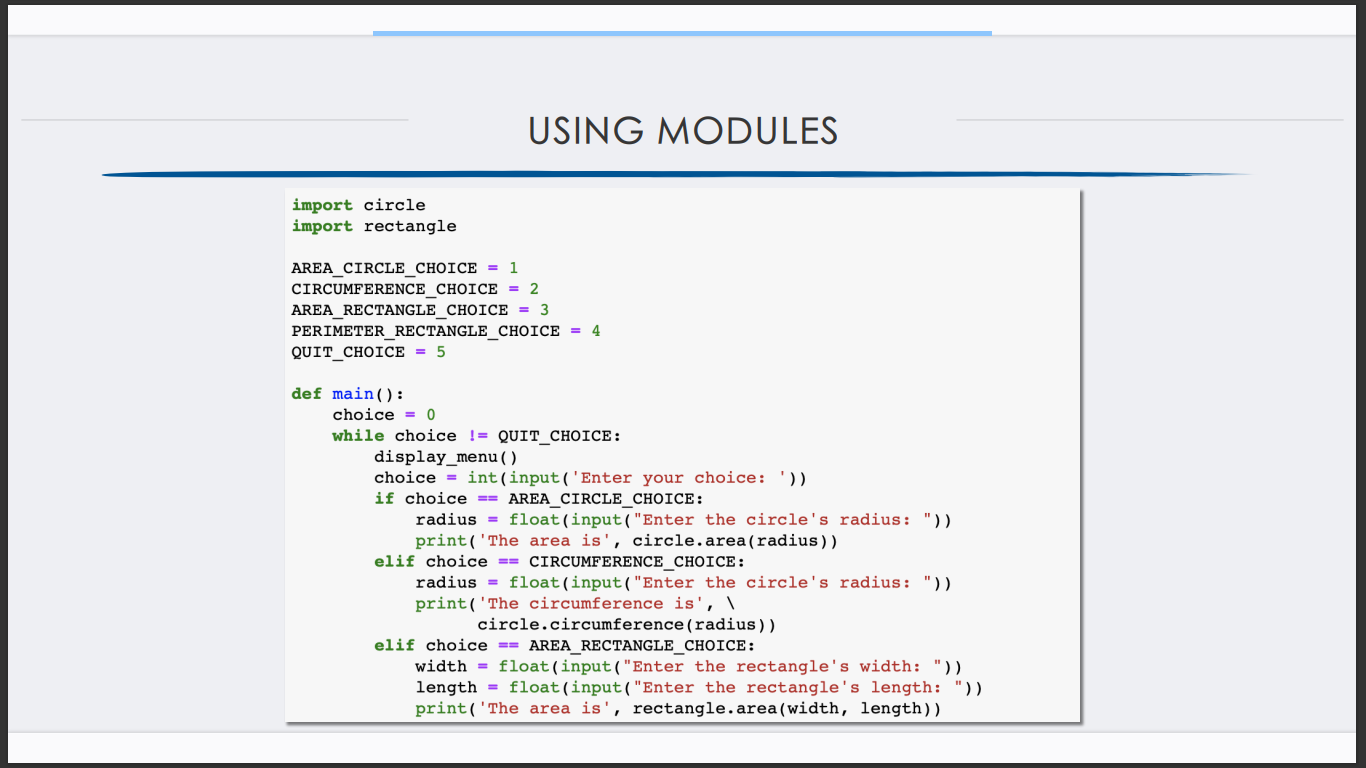 USING MODULES
import circle
import rectangle
AREA_CIRCLE_CHOICE = 1
CIRCUMFERENCE_CHOICE = 2
AREA_RECTANGLE_CHOICE = 3
PERIMETER_RECTANGLE_CHOICE = 4
QUIT_CHOICE = 5
def main():
    choice = 0
    while choice != QUIT_CHOICE:
        display_menu()
        choice = int(input('Enter your choice: '))
        if choice == AREA_CIRCLE_CHOICE:
            radius = float(input("Enter the circle's radius: "))
            print('The area is', circle.area(radius))
        elif choice == CIRCUMFERENCE_CHOICE:
            radius = float(input("Enter the circle's radius: "))
            print('The circumference is', \
                  circle.circumference(radius))
        elif choice == AREA_RECTANGLE_CHOICE:
            width = float(input("Enter the rectangle's width: "))
            length = float(input("Enter the rectangle's length: "))
            print('The area is', rectangle.area(width, length))